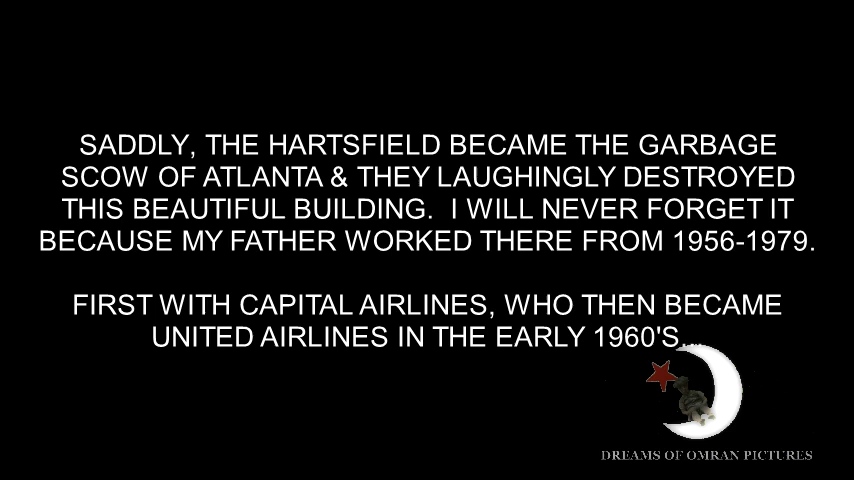 SADDLY, THE HARTSFIELD BECAME THE GARBAGE
SCOW OF ATLANTA & THEY LAUGHINGLY DESTROYED
THIS BEAUTIFUL BUILDING.  I WILL NEVER FORGET IT
BECAUSE MY FATHER WORKED THERE FROM 1956-1979.
FIRST WITH CAPITAL AIRLINES, WHO THEN BECAME
UNITED AIRLINES IN THE EARLY 1960'S...
DREAMS OF OMRAN PICTURES